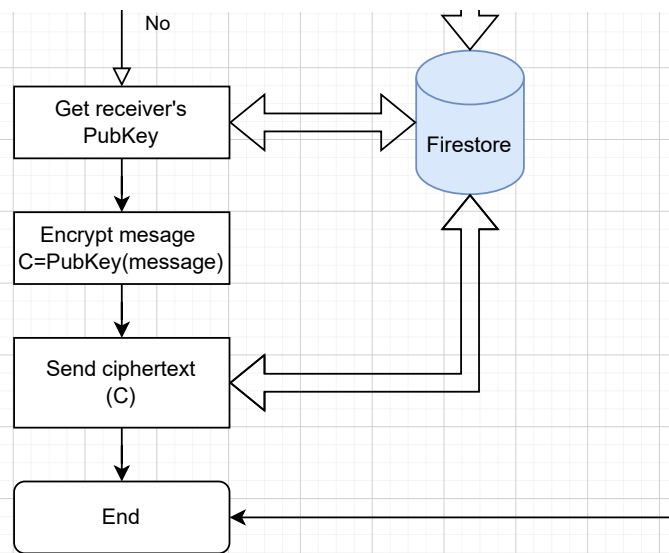 No
Get receiver's
PubKey
Firestore
Encrypt mesage
C=PubKey(message)
Send ciphertext
(C)
End